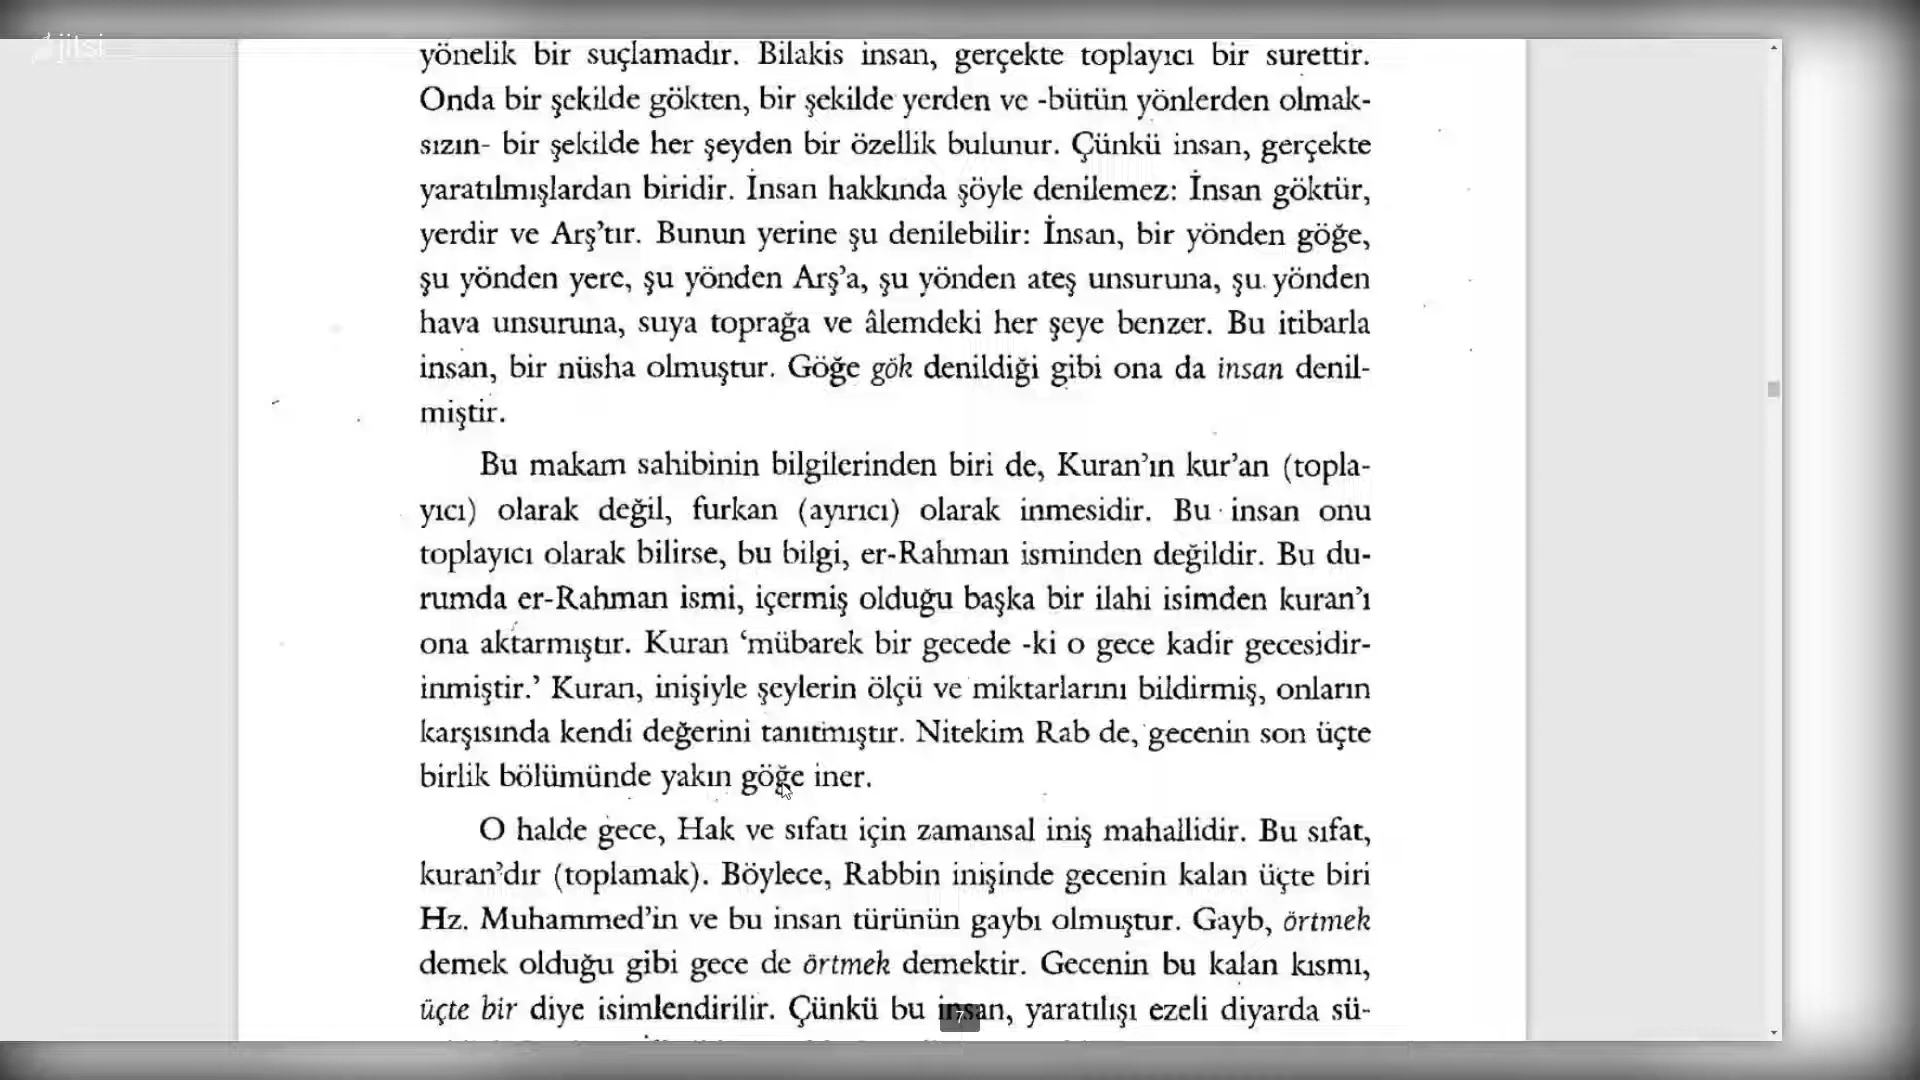 jitsi
yönelik bir suçlamadır. Bilakis insan, gerçekte toplayıcı bir surettir.
Onda bir şekilde gökten, bir şekilde yerden ve -bütün yönlerden olmak-
sızın- bir şekilde her şeyden bir özellik bulunur. Çünkü insan, gerçekte
yaratılmışlardan biridir. İnsan hakkında şöyle denilemez: İnsan göktür,
yerdir ve Arş’tır. Bunun yerine şu denilebilir: İnsan, bir yönden göğe,
şu yönden yere, şu yönden Arş’a, şu yönden ateş unsuruna, şu yönden
hava unsuruna, suya toprağa ve âlemdeki her şeye benzer. Bu itibarla
insan, bir nüsha olmuştur. Göğe gök denildiği gibi ona da insan denil-
miştir.
Bu makam sahibinin bilgilerinden biri de, Kuran’ın kur’an (topla-
yıcı) olarak değil, furkan (ayırıcı) olarak inmesidir. Bu insan onu
toplayıcı olarak bilirse, bu bilgi, er-Rahman isminden değildir. Bu du-
rumda er-Rahman ismi, içermiş olduğu başka bir ilahi isimden kuran’ı
ona aktarmıştır. Kuran ‘mübarek bir gecede -ki o gece kadir gecesidir-
inmiştir.’ Kuran, inişiyle şeylerin ölçü ve miktarlarını bildirmiş, onların
karşısında kendi değerini tanıtmıştır. Nitekim Rab de, gecenin son üçte
birlik bölümünde yakın göğe iner.
O halde gece, Hak ve sıfatı için zamansal iniş mahallidir. Bu sıfat,
kuran’dır (toplamak). Böylece, Rabbin inişinde gecenin kalan üçte biri
Hz. Muhammed’in ve bu insan türünün gaybı olmuştur. Gayb, örtmek
demek olduğu gibi gece de örtmek demektir. Gecenin bu kalan kısmı,
üçte bir diye isimlendirilir. Çünkü bu insan, yaratılışı ezeli diyarda sü-
7